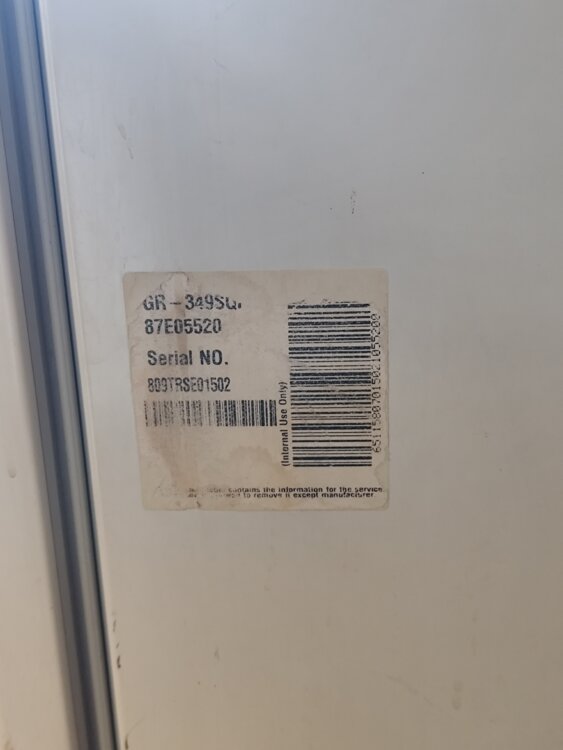 GR-349SQ.
87E05520
Serial NO.
809TRSE01502
(Internal Use Only)
contains the information for the service
to remove it except manufacturer.